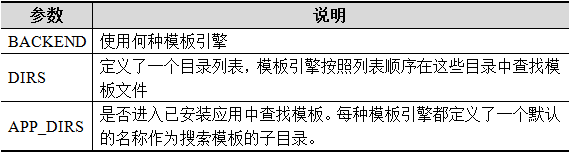 参数 说明
BACKEND 使用何种模板引擎
DIRS 定义了一个目录列表，模板引擎按照列表顺序在这些目录中查找模
板文件
APP_DIRS 是否进入已安装应用中查找模板。每种模板引擎都定义了一个默认
的名称作为搜索模板的子目录。